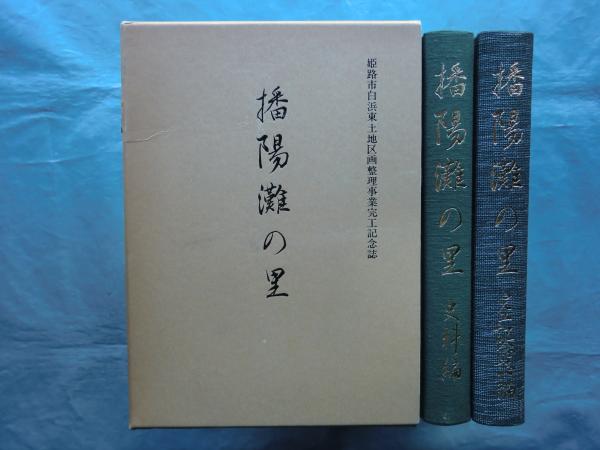 姫路市白浜東土地区画整理事業完工記念誌
播陽灘の里
播陽灘の里 史料編
播陽灘の里